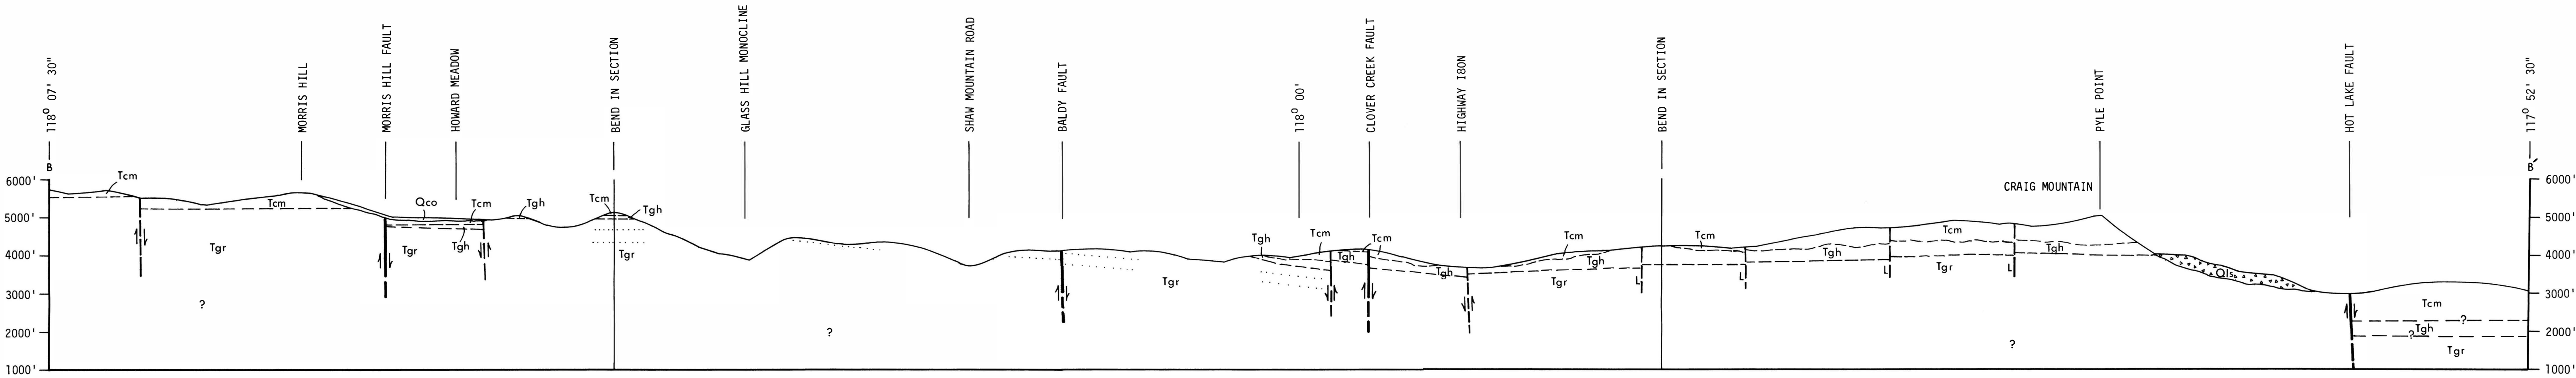 118° 07' 30"
MORRIS HILL
MORRIS HILL FAULT
HOWARD MEADOW
BEND IN SECTION
GLASS HILL MONOCLINE
SHAW MOUNTAIN ROAD
BALDY FAULT
118° 00'
CLOVER CREEK FAULT
HIGHWAY I80N
BEND IN SECTION
PYLE POINT
HOT LAKE FAULT
117° 52' 30"
B
B'
6000'
5000'
4000'
3000'
2000'
1000'
Tcm
Tcm
Tgr
?
Qco
Tcm
Tgh
Tgr
Tgh
Tcm
Tgh
Tgr
?
Tgr
Tgh
Tcm
Tgh
Tcm
Tgh
Tcm
Tgh
Tgr
L
Tcm
L
Tgh
L
Tcm
Tgr
L
Tgh
CRAIG MOUNTAIN
?
Qls
Tcm
?
? Tgh
Tgr
6000'
5000'
4000'
3000'
2000'
1000'